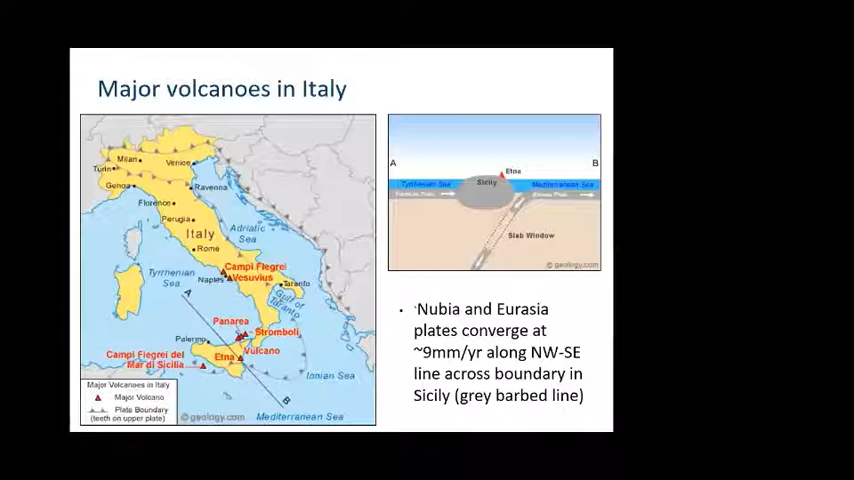 Major volcanoes in Italy
Milan
Venice
Turin
Genoa
Ravenna
Florence
Perugia
Adriatic
Sea
Italy
Rome
Campi Flegrei
Tyrrhenian
Sea
Naples
Vesuvius
Taranto
Gulf of
Taranto
A
Panarea
Stromboli
Palermo
Vulcano
Campi Flegrei del
Mar di Sicilia
Etna
Ionian Sea
Major Volcanoes in Italy
Major Volcano
Plate Boundary
(teeth on upper plate)
B
© geology.com
Mediterranean Sea
A
B
Etna
Sicily
Tyrrhenian Sea
Mediterranean Sea
Plate
Plate
Slab Window
© geology.com
• `Nubia and Eurasia
plates converge at
~9mm/yr along NW-SE
line across boundary in
Sicily (grey barbed line)